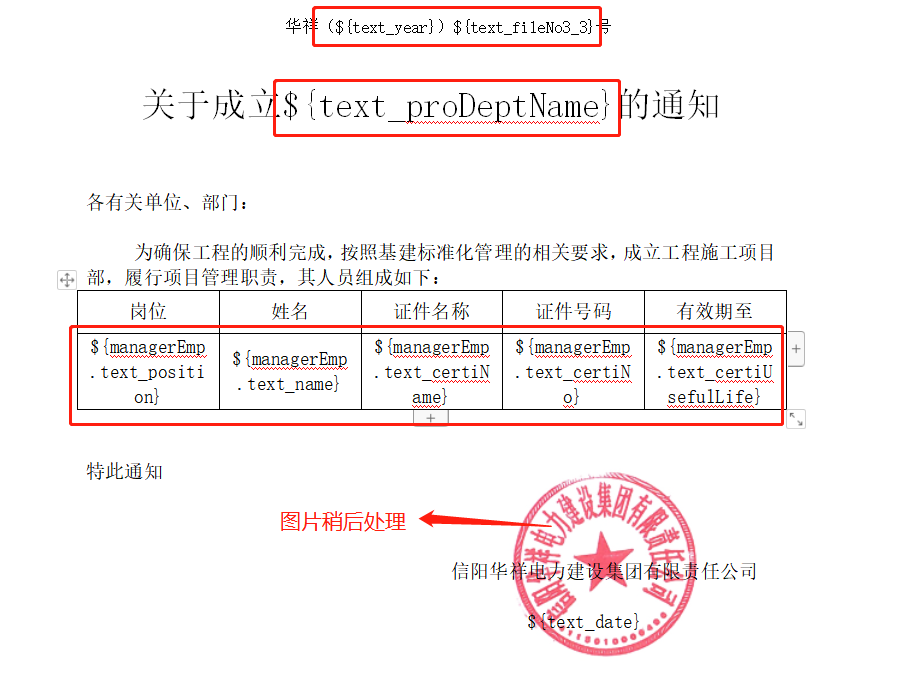 华祥（${text_year}）${text_fileNo3_3}号
关于成立${text_proDeptName}的通知
各有关单位、部门：
为确保工程的顺利完成，按照基建标准化管理的相关要求，成立工程施工项目
部，履行项目管理职责，其人员组成如下：
岗位 姓名 证件名称 证件号码 有效期至
${managerEmp.text_position} ${managerEmp.text_name} ${managerEmp.text_certiName} ${managerEmp.text_certiNo} ${managerEmp.text_certiUsefulLife}
特此通知
图片稍后处理
信阳华祥电力建设集团有限责任公司
信阳华祥电力建设集团有限责任公司
${text_date}